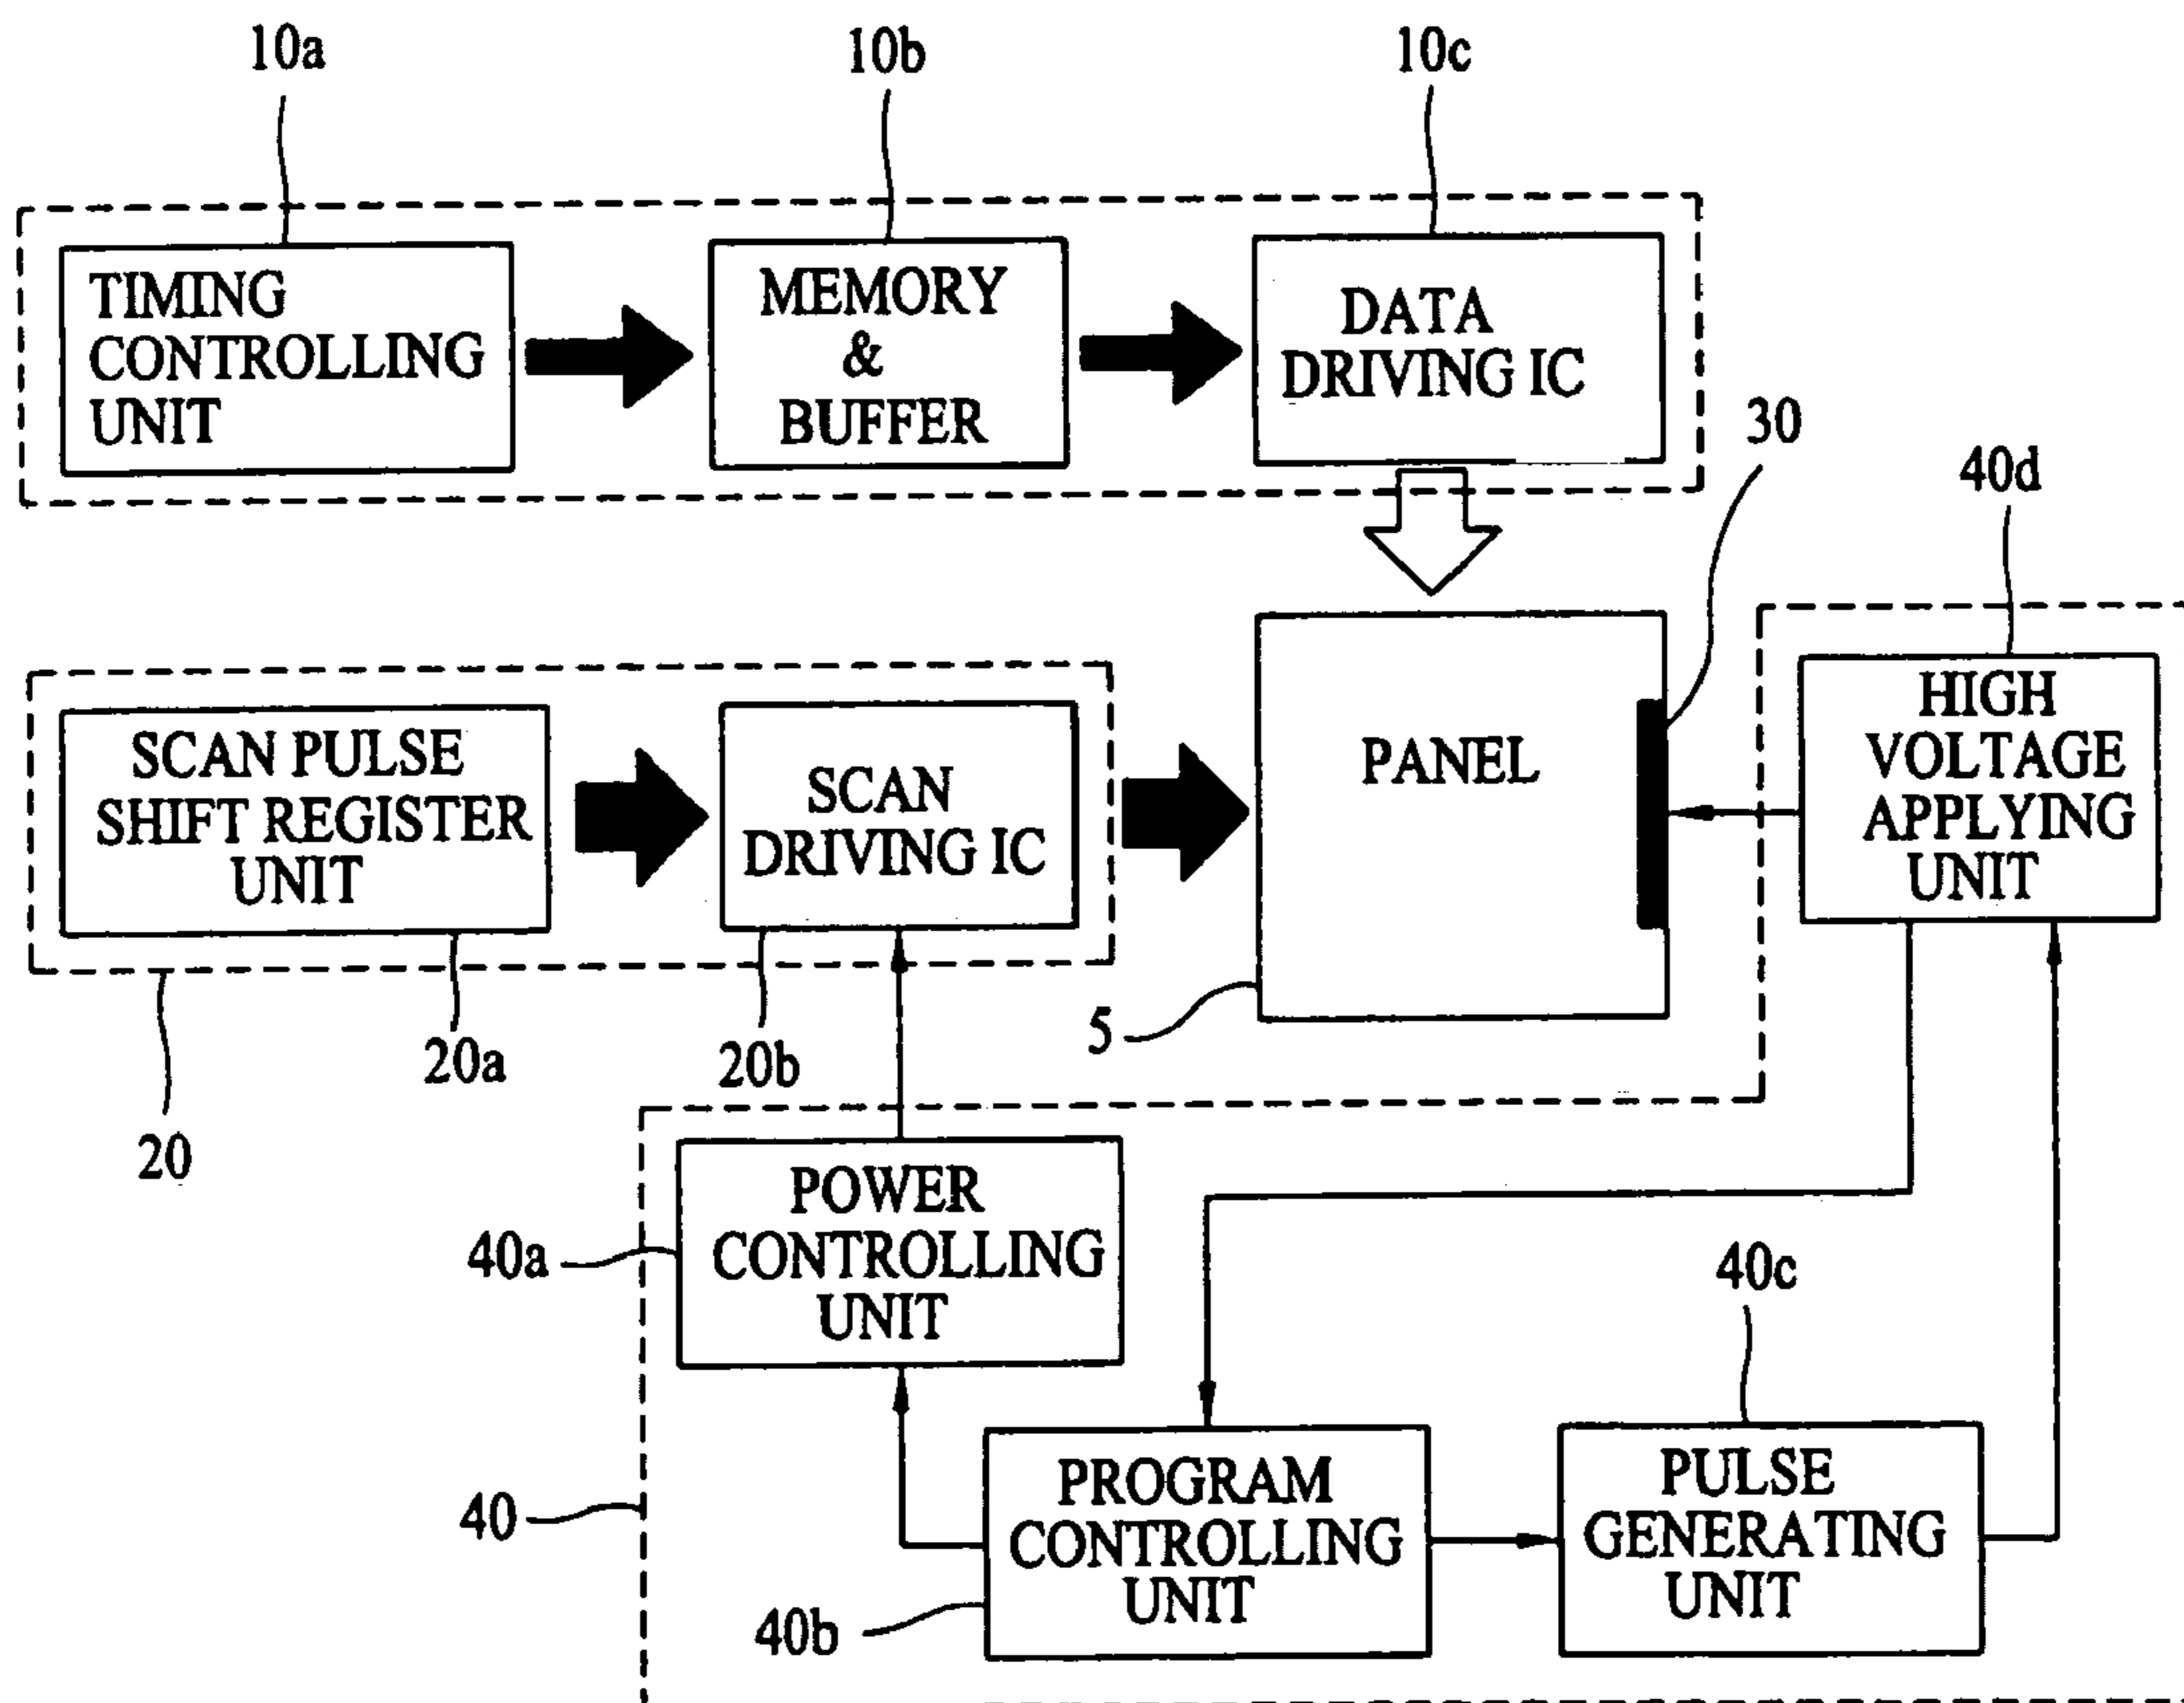 10a
10b
10c
TIMING
CONTROLLING
UNIT
MEMORY
&
BUFFER
DATA
DRIVING IC
30
40d
SCAN PULSE
SHIFT REGISTER
UNIT
SCAN
DRIVING IC
PANEL
HIGH
VOLTAGE
APPLYING
UNIT
20a
20b
5
20
POWER
CONTROLLING
UNIT
40a
40c
PROGRAM
CONTROLLING
UNIT
PULSE
GENERATING
UNIT
40
40b